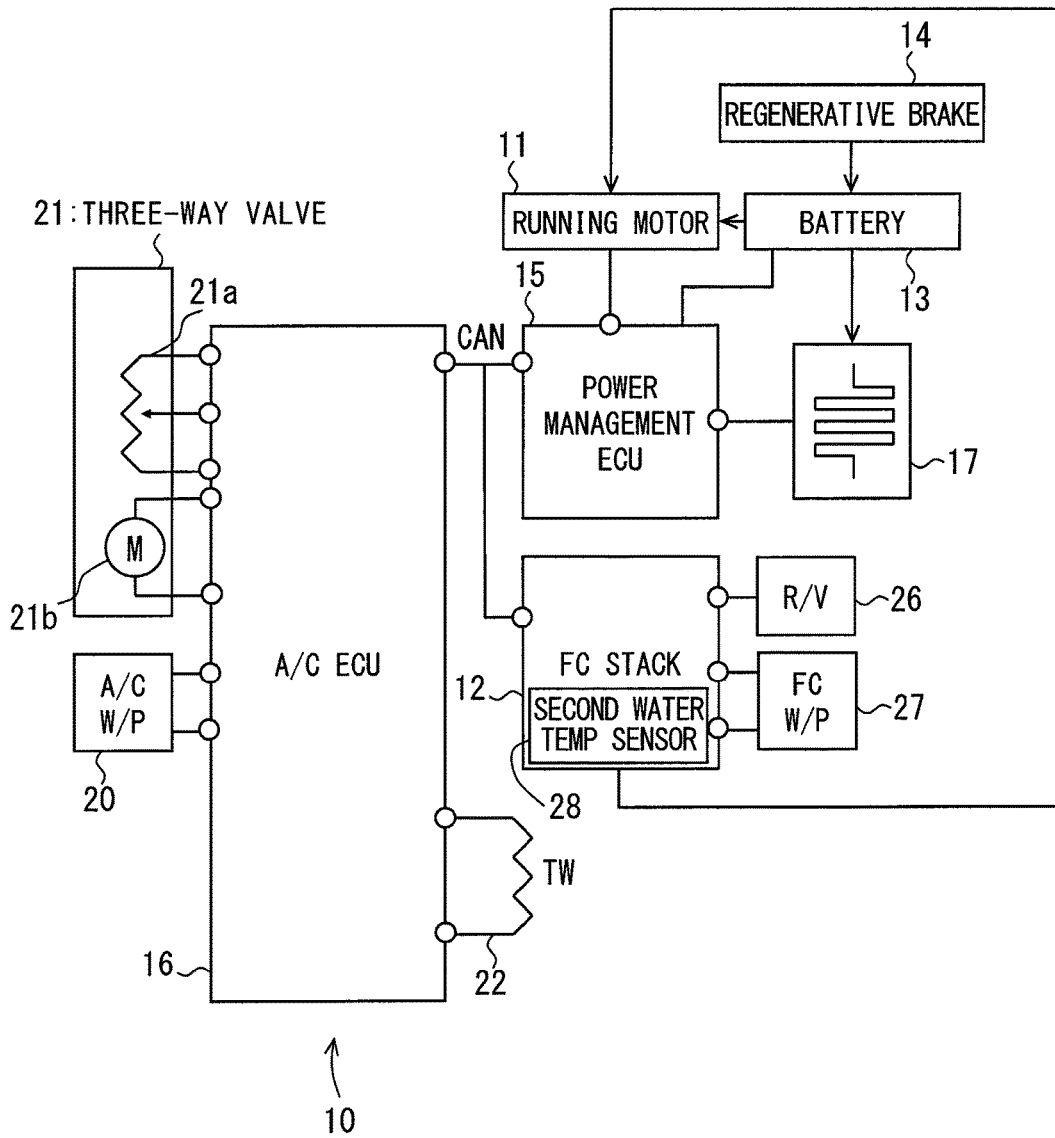 14
REGENERATIVE BRAKE
11
RUNNING MOTOR
BATTERY
13
21:THREE-WAY VALVE
21a
15
CAN
POWER
MANAGEMENT
ECU
17
M
21b
A/C ECU
R/V
26
FC STACK
12
SECOND WATER
TEMP SENSOR
28
FC
W/P
27
A/C
W/P
20
TW
22
16
10